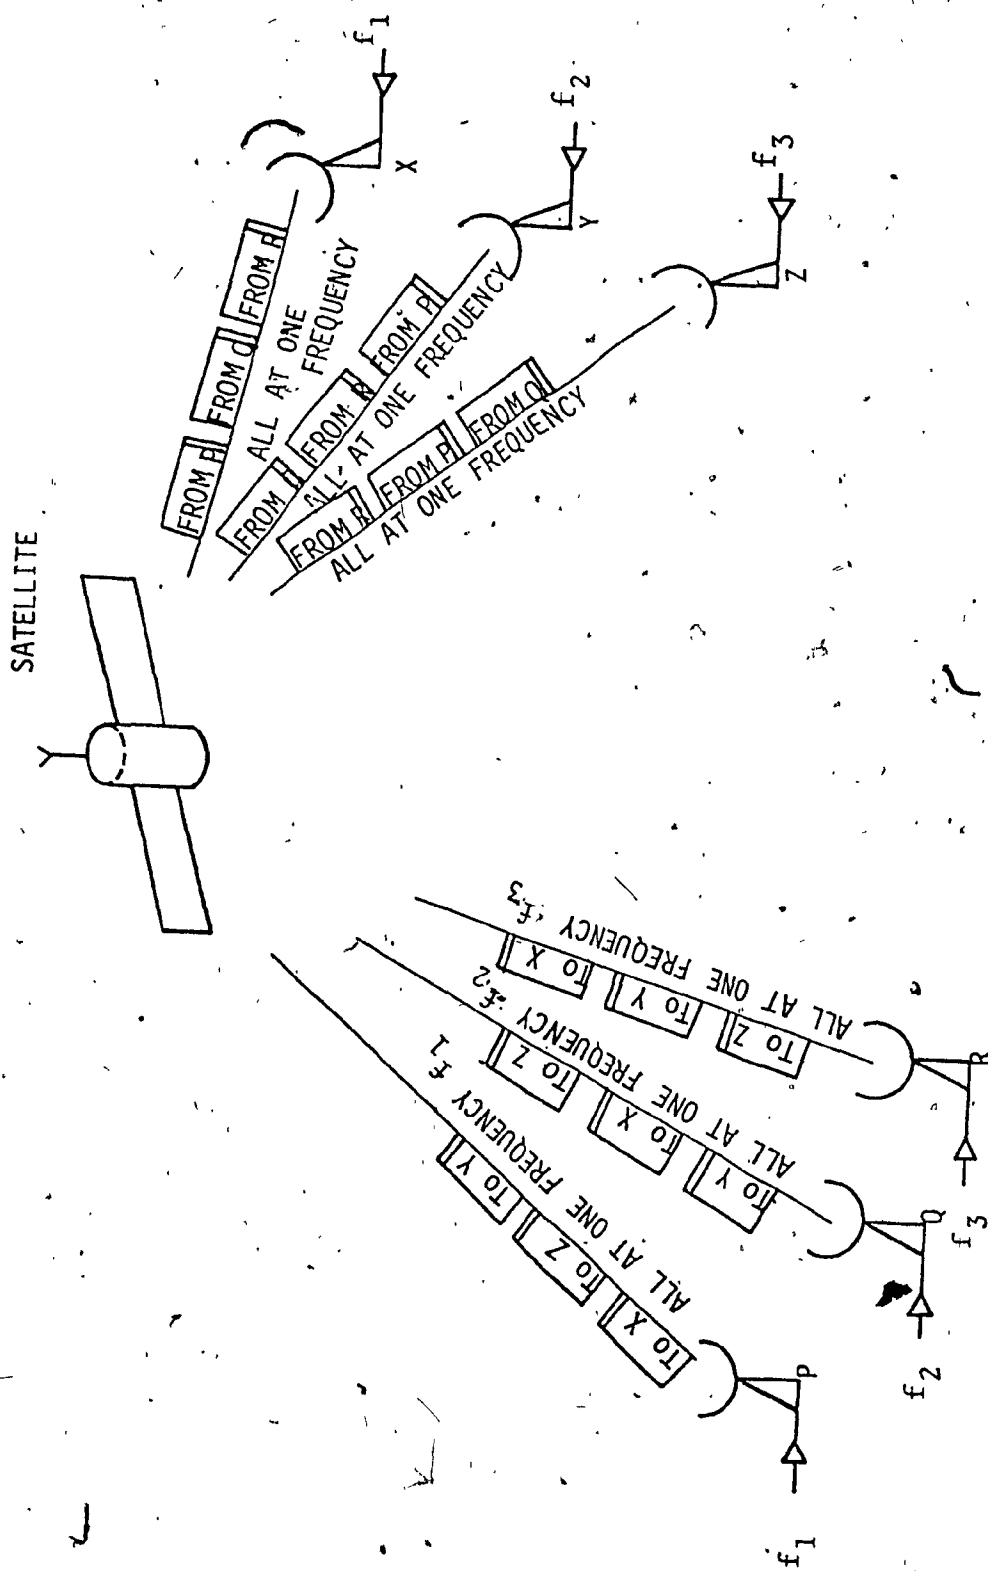 SATELLITE
ALL AT ONE FREQUENCY f1
To X
To Z
To Y
P
f1
ALL AT ONE FREQUENCY f2
To Y
To X
To Z
Q
f2
ALL AT ONE FREQUENCY f3
To Z
To Y
To X
R
f3
FROM P
FROM Q
FROM R
ALL AT ONE
FREQUENCY
X
f1
FROM
FROM R
FROM P
ALL AT ONE FREQUENCY
Y
f2
FROM R
FROM P
FROM Q
ALL AT ONE FREQUENCY
Z
f3